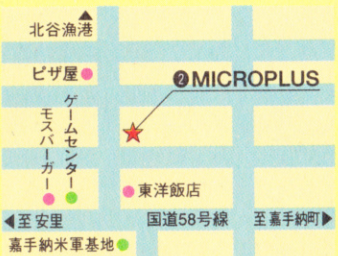 北谷漁港
ピザ屋
❷MICROPLUS
ゲームセンター
モスバーガー
東洋飯店
至安里
国道58号線
至嘉手納町
嘉手納米軍基地